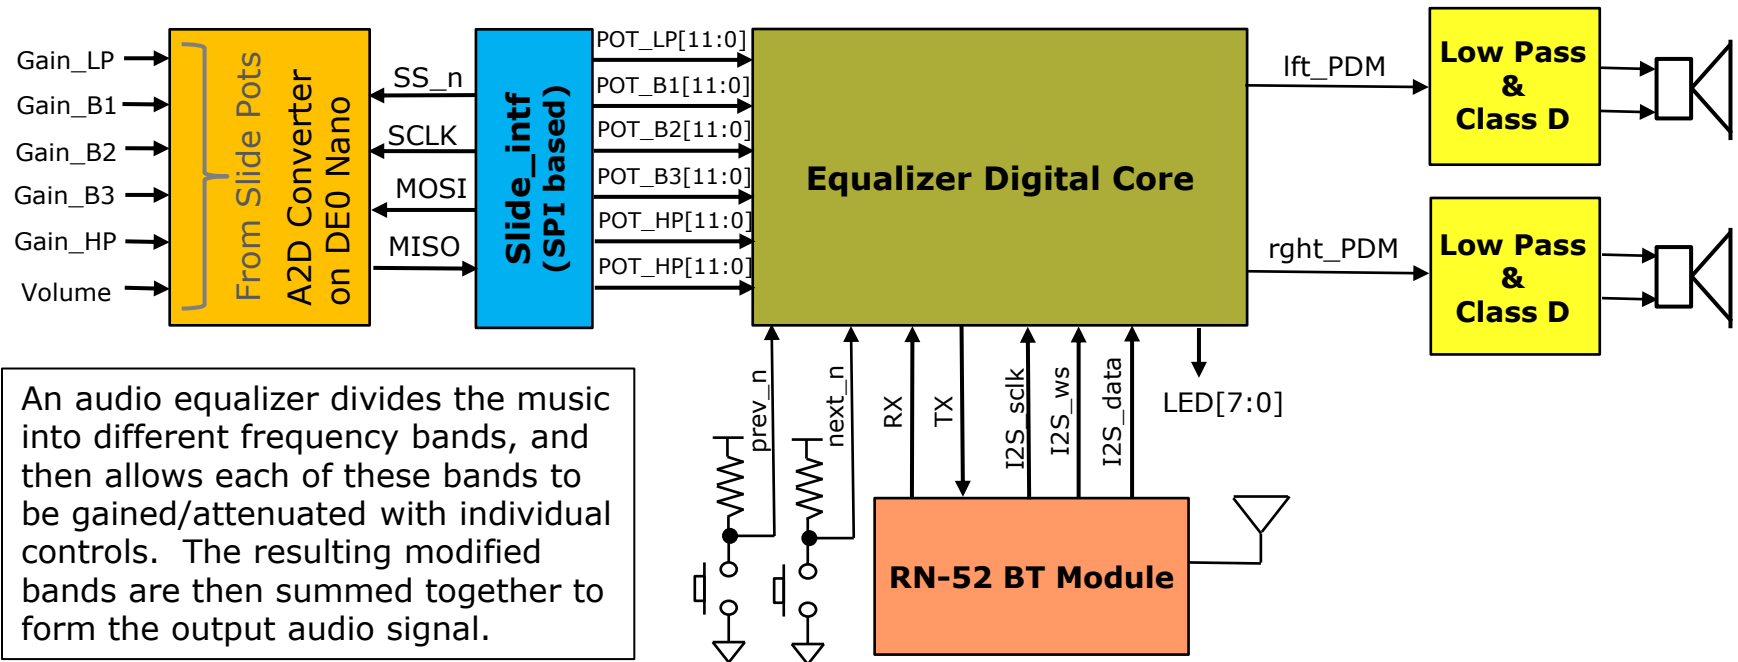 Gain_LP
Gain_B1
Gain_B2
Gain_B3
Gain_HP
Volume
From Slide Pots
A2D Converter
on DE0 Nano
SS_n
SCLK
MOSI
MISO
Slide_intf
(SPI based)
POT_LP[11:0]
POT_B1[11:0]
POT_B2[11:0]
POT_B3[11:0]
POT_HP[11:0]
POT_HP[11:0]
Equalizer Digital Core
lft_PDM
rght_PDM
Low Pass
&
Class D
Low Pass
&
Class D
prev_n
next_n
RX
TX
I2S_sclk
I2S_ws
I2S_data
LED[7:0]
RN-52 BT Module
An audio equalizer divides the music
into different frequency bands, and
then allows each of these bands to
be gained/attenuated with individual
controls.  The resulting modified
bands are then summed together to
form the output audio signal.